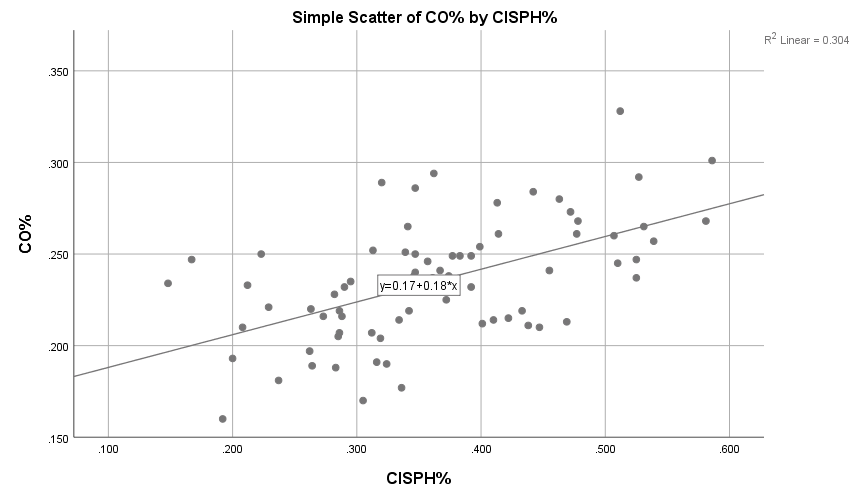 Simple Scatter of CO% by CISPH%
R2 Linear = 0.304
.350
.300
.250
.200
.150
CO%
y=0.17+0.18*x
.100
.200
.300
.400
.500
.600
CISPH%